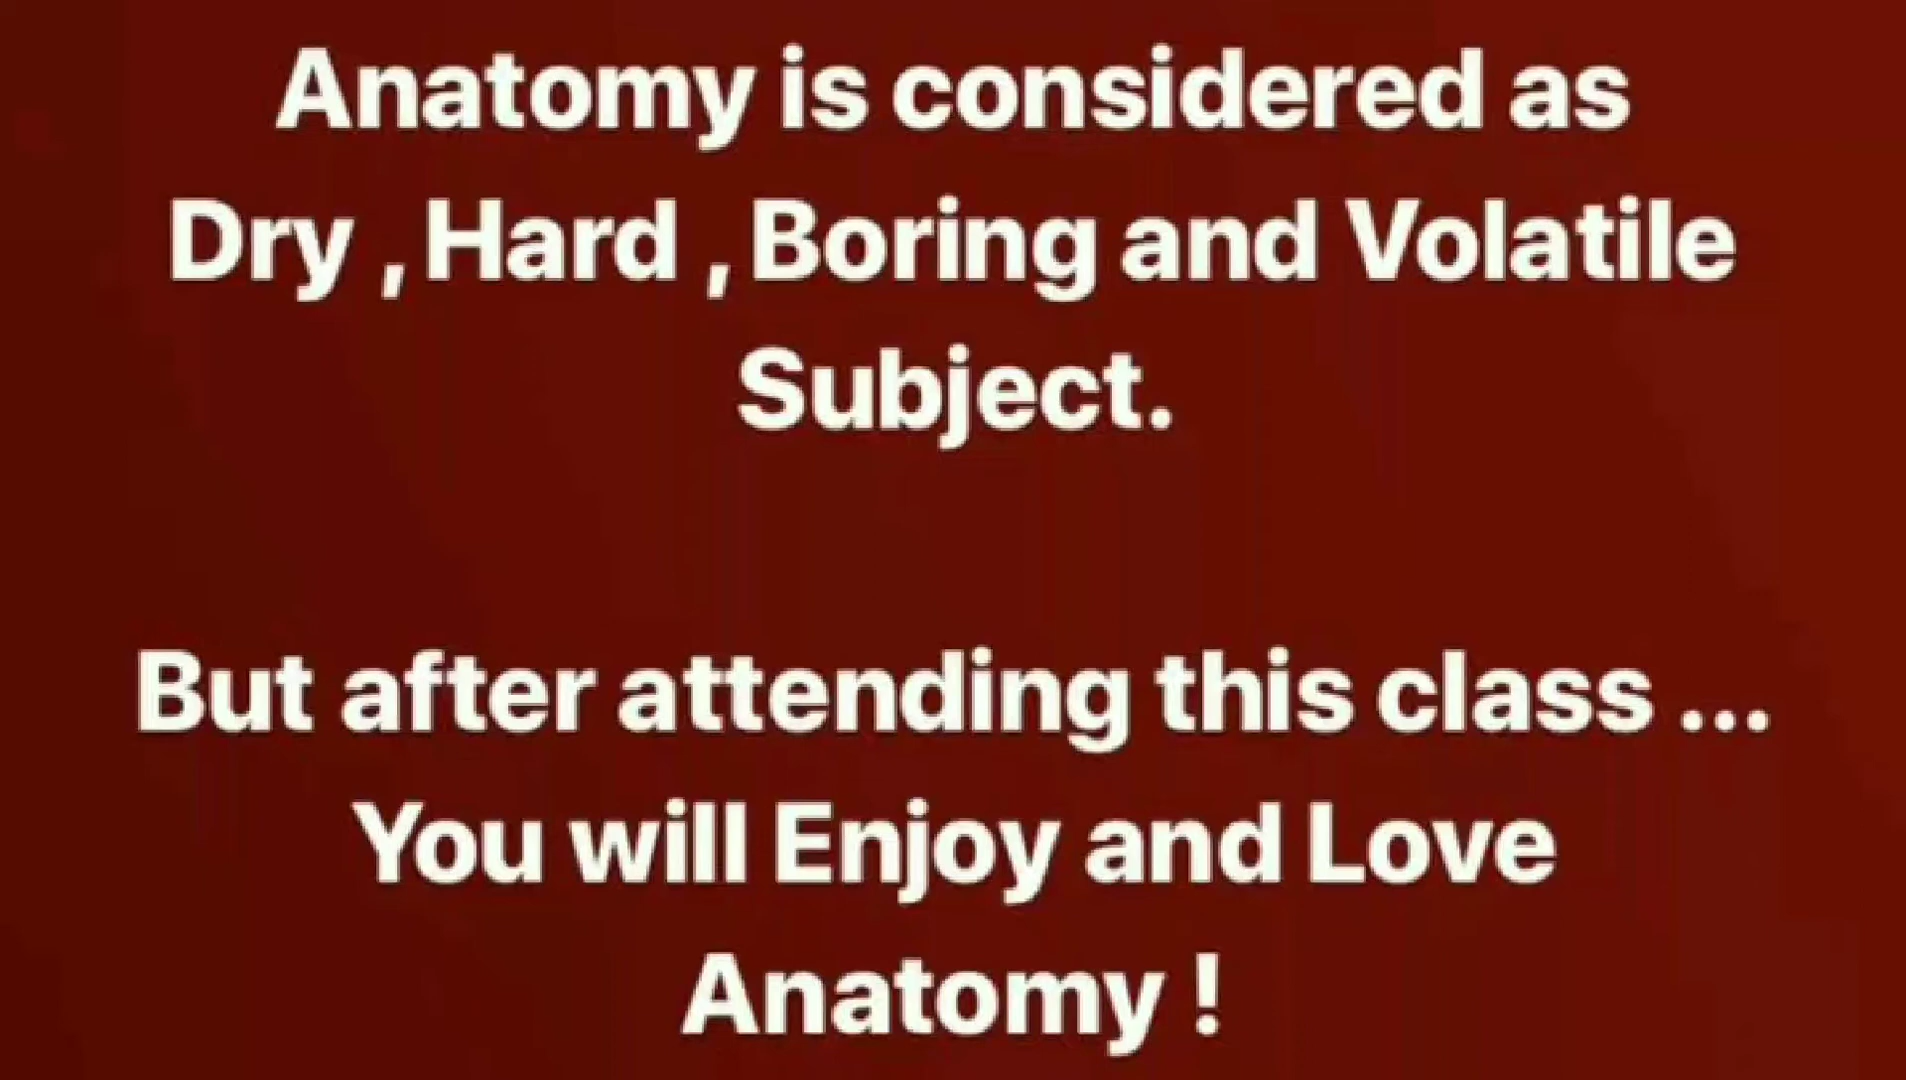 Anatomy is considered as
Dry , Hard , Boring and Volatile
Subject.
But after attending this class ...
You will Enjoy and Love
Anatomy !